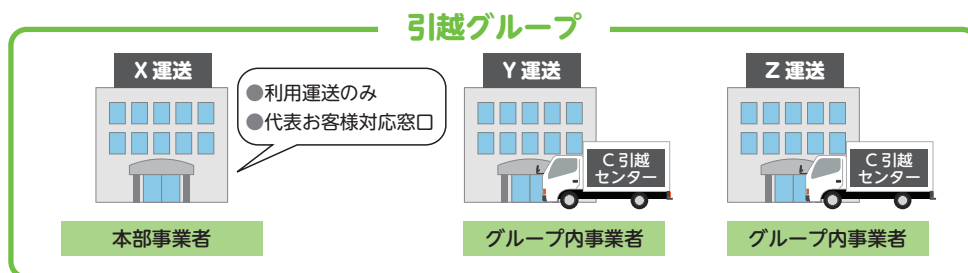 引越グループ
X 運送
●利用運送のみ
●代表お客様対応窓口
本部事業者
Y 運送
C引越
センター
グループ内事業者
Z 運送
C引越
センター
グループ内事業者